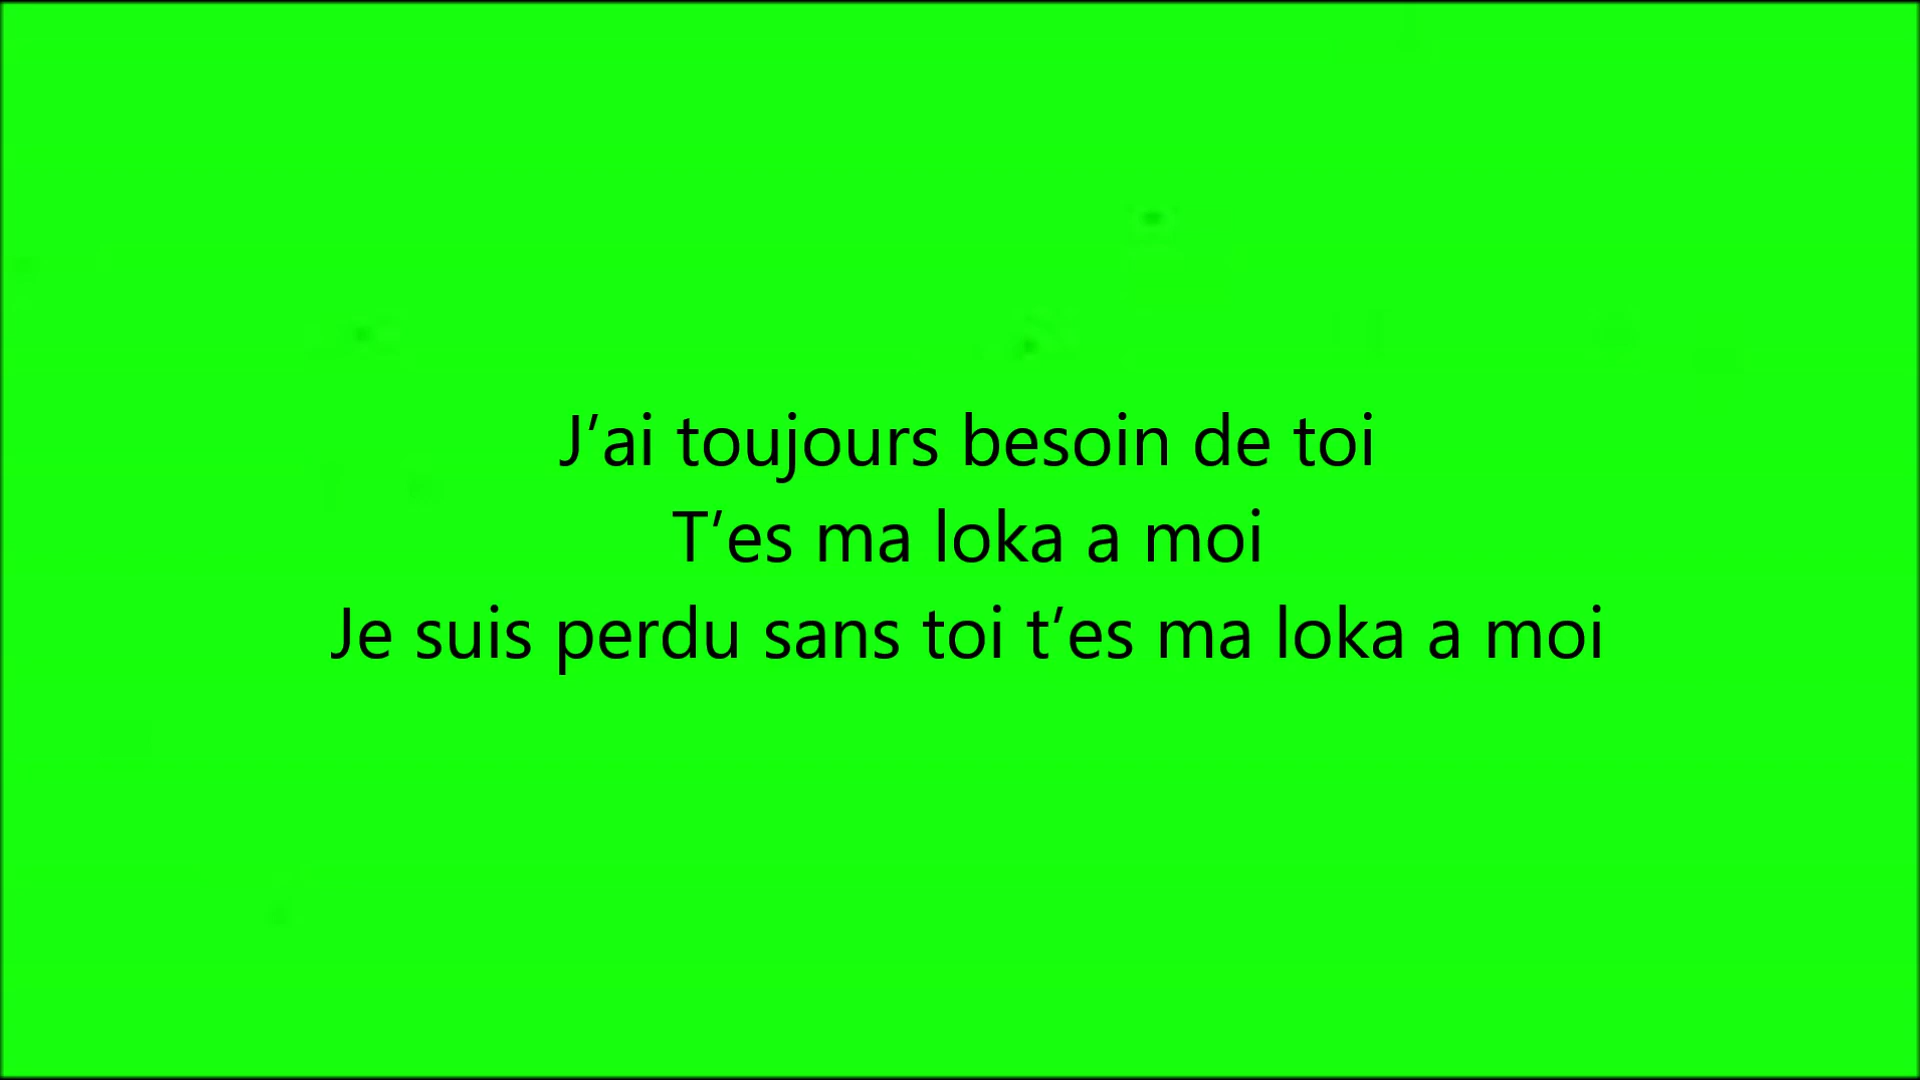 J’ai toujours besoin de toi
T’es ma loka a moi
Je suis perdu sans toi t’es ma loka a moi